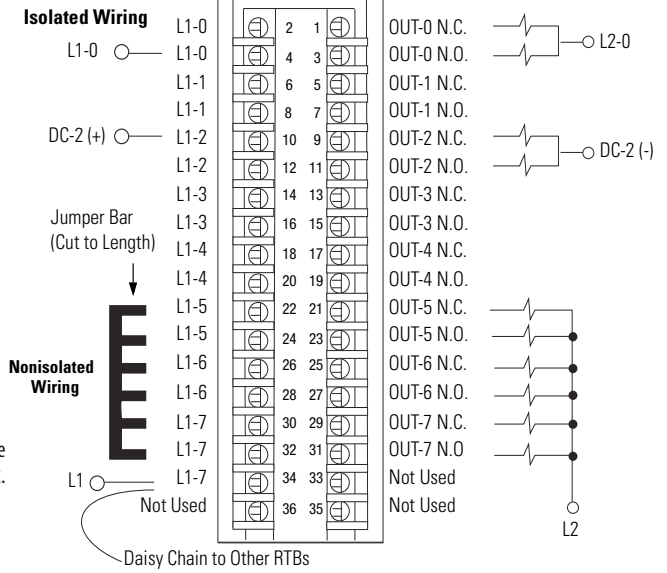 Isolated Wiring
L1-0 2 1 OUT-0 N.C.
L1-0 L1-0 4 3 OUT-0 N.O. L2-0
L1-1 6 5 OUT-1 N.C.
L1-1 8 7 OUT-1 N.O.
DC-2 (+) L1-2 10 9 OUT-2 N.C. DC-2 (-)
L1-2 12 11 OUT-2 N.O.
L1-3 14 13 OUT-3 N.C.
L1-3 16 15 OUT-3 N.O.
Jumper Bar
(Cut to Length)
L1-4 18 17 OUT-4 N.C.
L1-4 20 19 OUT-4 N.O.
L1-5 22 21 OUT-5 N.C.
L1-5 24 23 OUT-5 N.O.
Nonisolated
Wiring
L1-6 26 25 OUT-6 N.C.
L1-6 28 27 OUT-6 N.O.
L1-7 30 29 OUT-7 N.C.
L1-7 32 31 OUT-7 N.O
L1 L1-7 34 33 Not Used
Not Used 36 35 Not Used
L2
Daisy Chain to Other RTBs